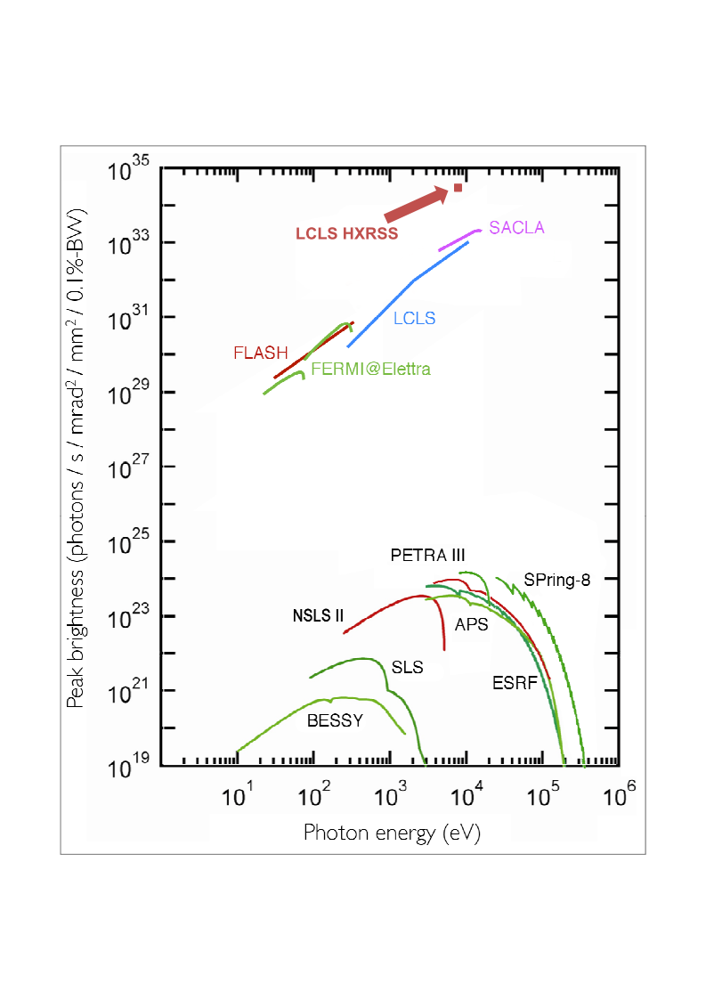 10^35
10^33
10^31
10^29
10^27
10^25
10^23
10^21
10^19
Peak brightness (photons / s / mrad² / mm² / 0.1%-BW)
LCLS HXRSS
SACLA
LCLS
FLASH
FERMI@Elettra
PETRA III
SPring-8
NSLS II
APS
SLS
ESRF
BESSY
10^1 10^2 10^3 10^4 10^5 10^6
Photon energy (eV)